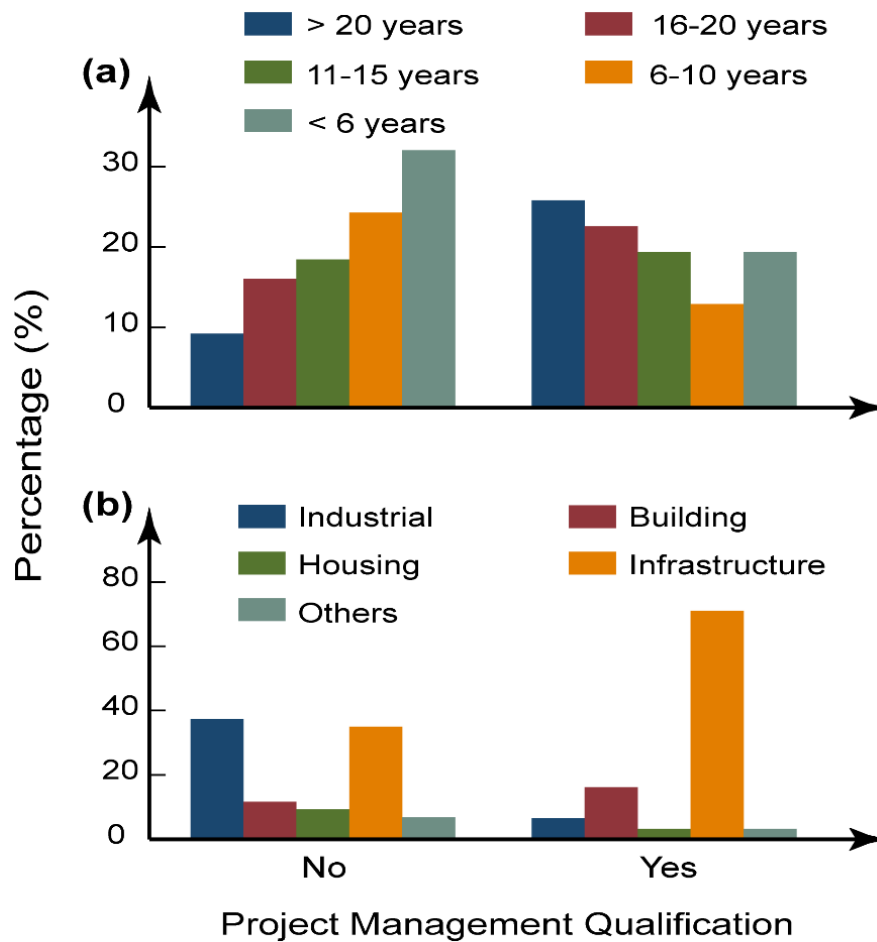 > 20 years 16-20 years
(a) 11-15 years 6-10 years
< 6 years
30
20
10
0
Percentage (%)
(b) Industrial Building
Housing Infrastructure
Others
80
60
40
20
0
No Yes
Project Management Qualification